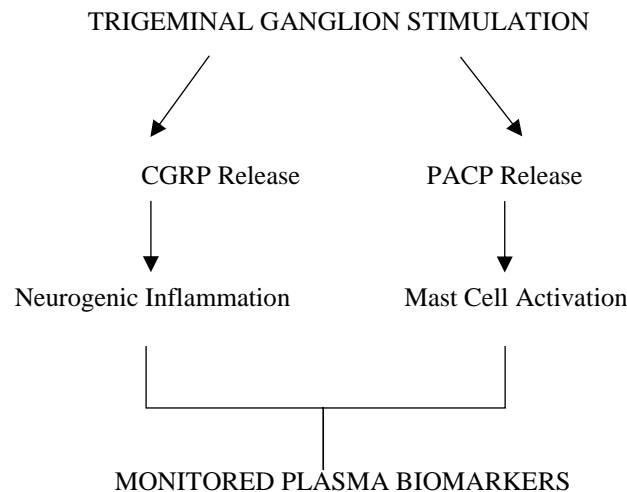 TRIGEMINAL GANGLION STIMULATION
CGRP Release
PACP Release
Neurogenic Inflammation
Mast Cell Activation
MONITORED PLASMA BIOMARKERS